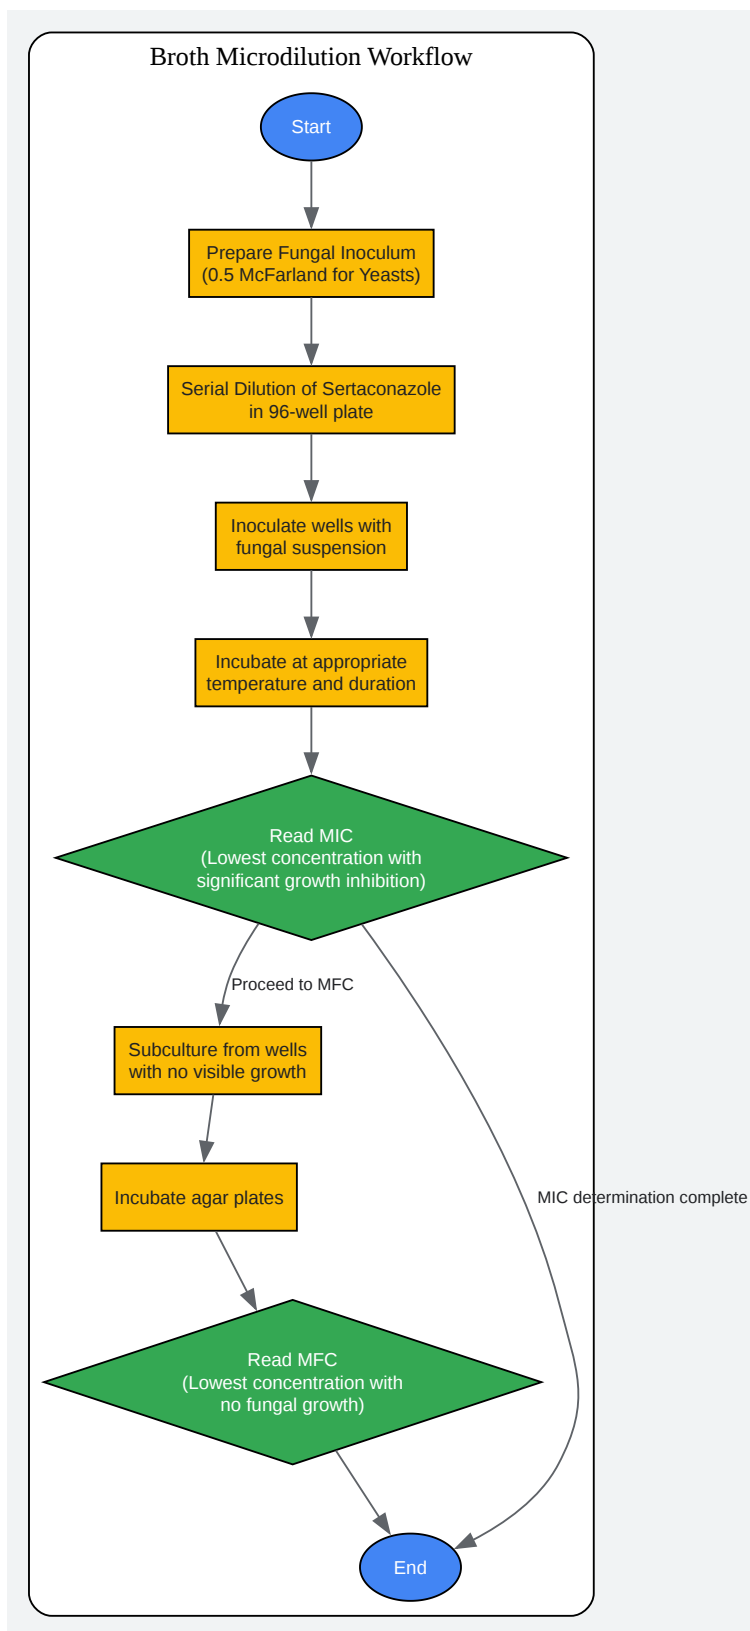 Broth Microdilution Workflow
Start
Prepare Fungal Inoculum
(0.5 McFarland for Yeasts)
Serial Dilution of Sertaconazole
in 96-well plate
Inoculate wells with
fungal suspension
Incubate at appropriate
temperature and duration
Read MIC
(Lowest concentration with
significant growth inhibition)
Proceed to MFC
Subculture from wells
with no visible growth
Incubate agar plates
MIC determination complete
Read MFC
(Lowest concentration with
no fungal growth)
End